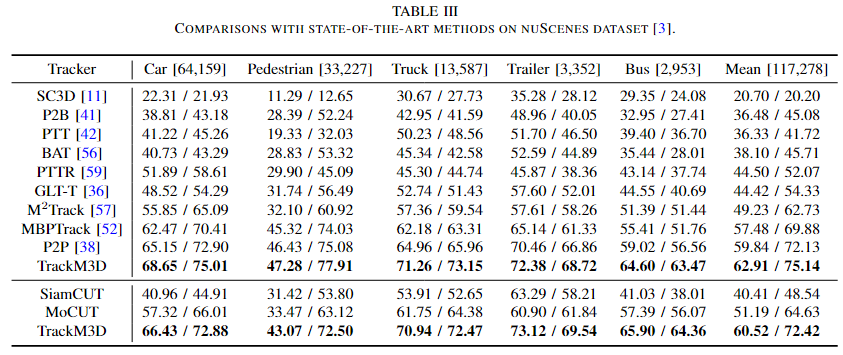 TABLE III
COMPARISONS WITH STATE-OF-THE-ART METHODS ON NUSCENES DATASET [3].
Tracker Car [64,159] Pedestrian [33,227] Truck [13,587] Trailer [3,352] Bus [2,953] Mean [117,278]
SC3D [11] 22.31 / 21.93 11.29 / 12.65 30.67 / 27.73 35.28 / 28.12 29.35 / 24.08 20.70 / 20.20
P2B [41] 38.81 / 43.18 28.39 / 52.24 42.95 / 41.59 48.96 / 40.05 32.95 / 27.41 36.48 / 45.08
PTT [42] 41.22 / 45.26 19.33 / 32.03 50.23 / 48.56 51.70 / 46.50 39.40 / 36.70 36.33 / 41.72
BAT [56] 40.73 / 43.29 28.83 / 53.32 45.34 / 42.58 52.59 / 44.89 35.44 / 28.01 38.10 / 45.71
PTTR [59] 51.89 / 58.61 29.90 / 45.09 45.30 / 44.74 45.87 / 38.36 43.14 / 37.74 44.50 / 52.07
GLT-T [36] 48.52 / 54.29 31.74 / 56.49 52.74 / 51.43 57.60 / 52.01 44.55 / 40.69 44.42 / 54.33
M²Track [57] 55.85 / 65.09 32.10 / 60.92 57.36 / 59.54 57.61 / 58.26 51.39 / 51.44 49.23 / 62.73
MBPTrack [52] 62.47 / 70.41 45.32 / 74.03 62.18 / 63.31 65.14 / 61.33 55.41 / 51.76 57.48 / 69.88
P2P [38] 65.15 / 72.90 46.43 / 75.08 64.96 / 65.96 70.46 / 66.86 59.02 / 56.56 59.84 / 72.13
TrackM3D 68.65 / 75.01 47.28 / 77.91 71.26 / 73.15 72.38 / 68.72 64.60 / 63.47 62.91 / 75.14
SiamCUT 40.96 / 44.91 31.42 / 53.80 53.91 / 52.65 63.29 / 58.21 41.03 / 38.01 40.41 / 48.54
MoCUT 57.32 / 66.01 33.47 / 63.12 61.75 / 64.38 60.90 / 61.84 57.39 / 56.07 51.19 / 64.63
TrackM3D 66.43 / 72.88 43.07 / 72.50 70.94 / 72.47 73.12 / 69.54 65.90 / 64.36 60.52 / 72.42